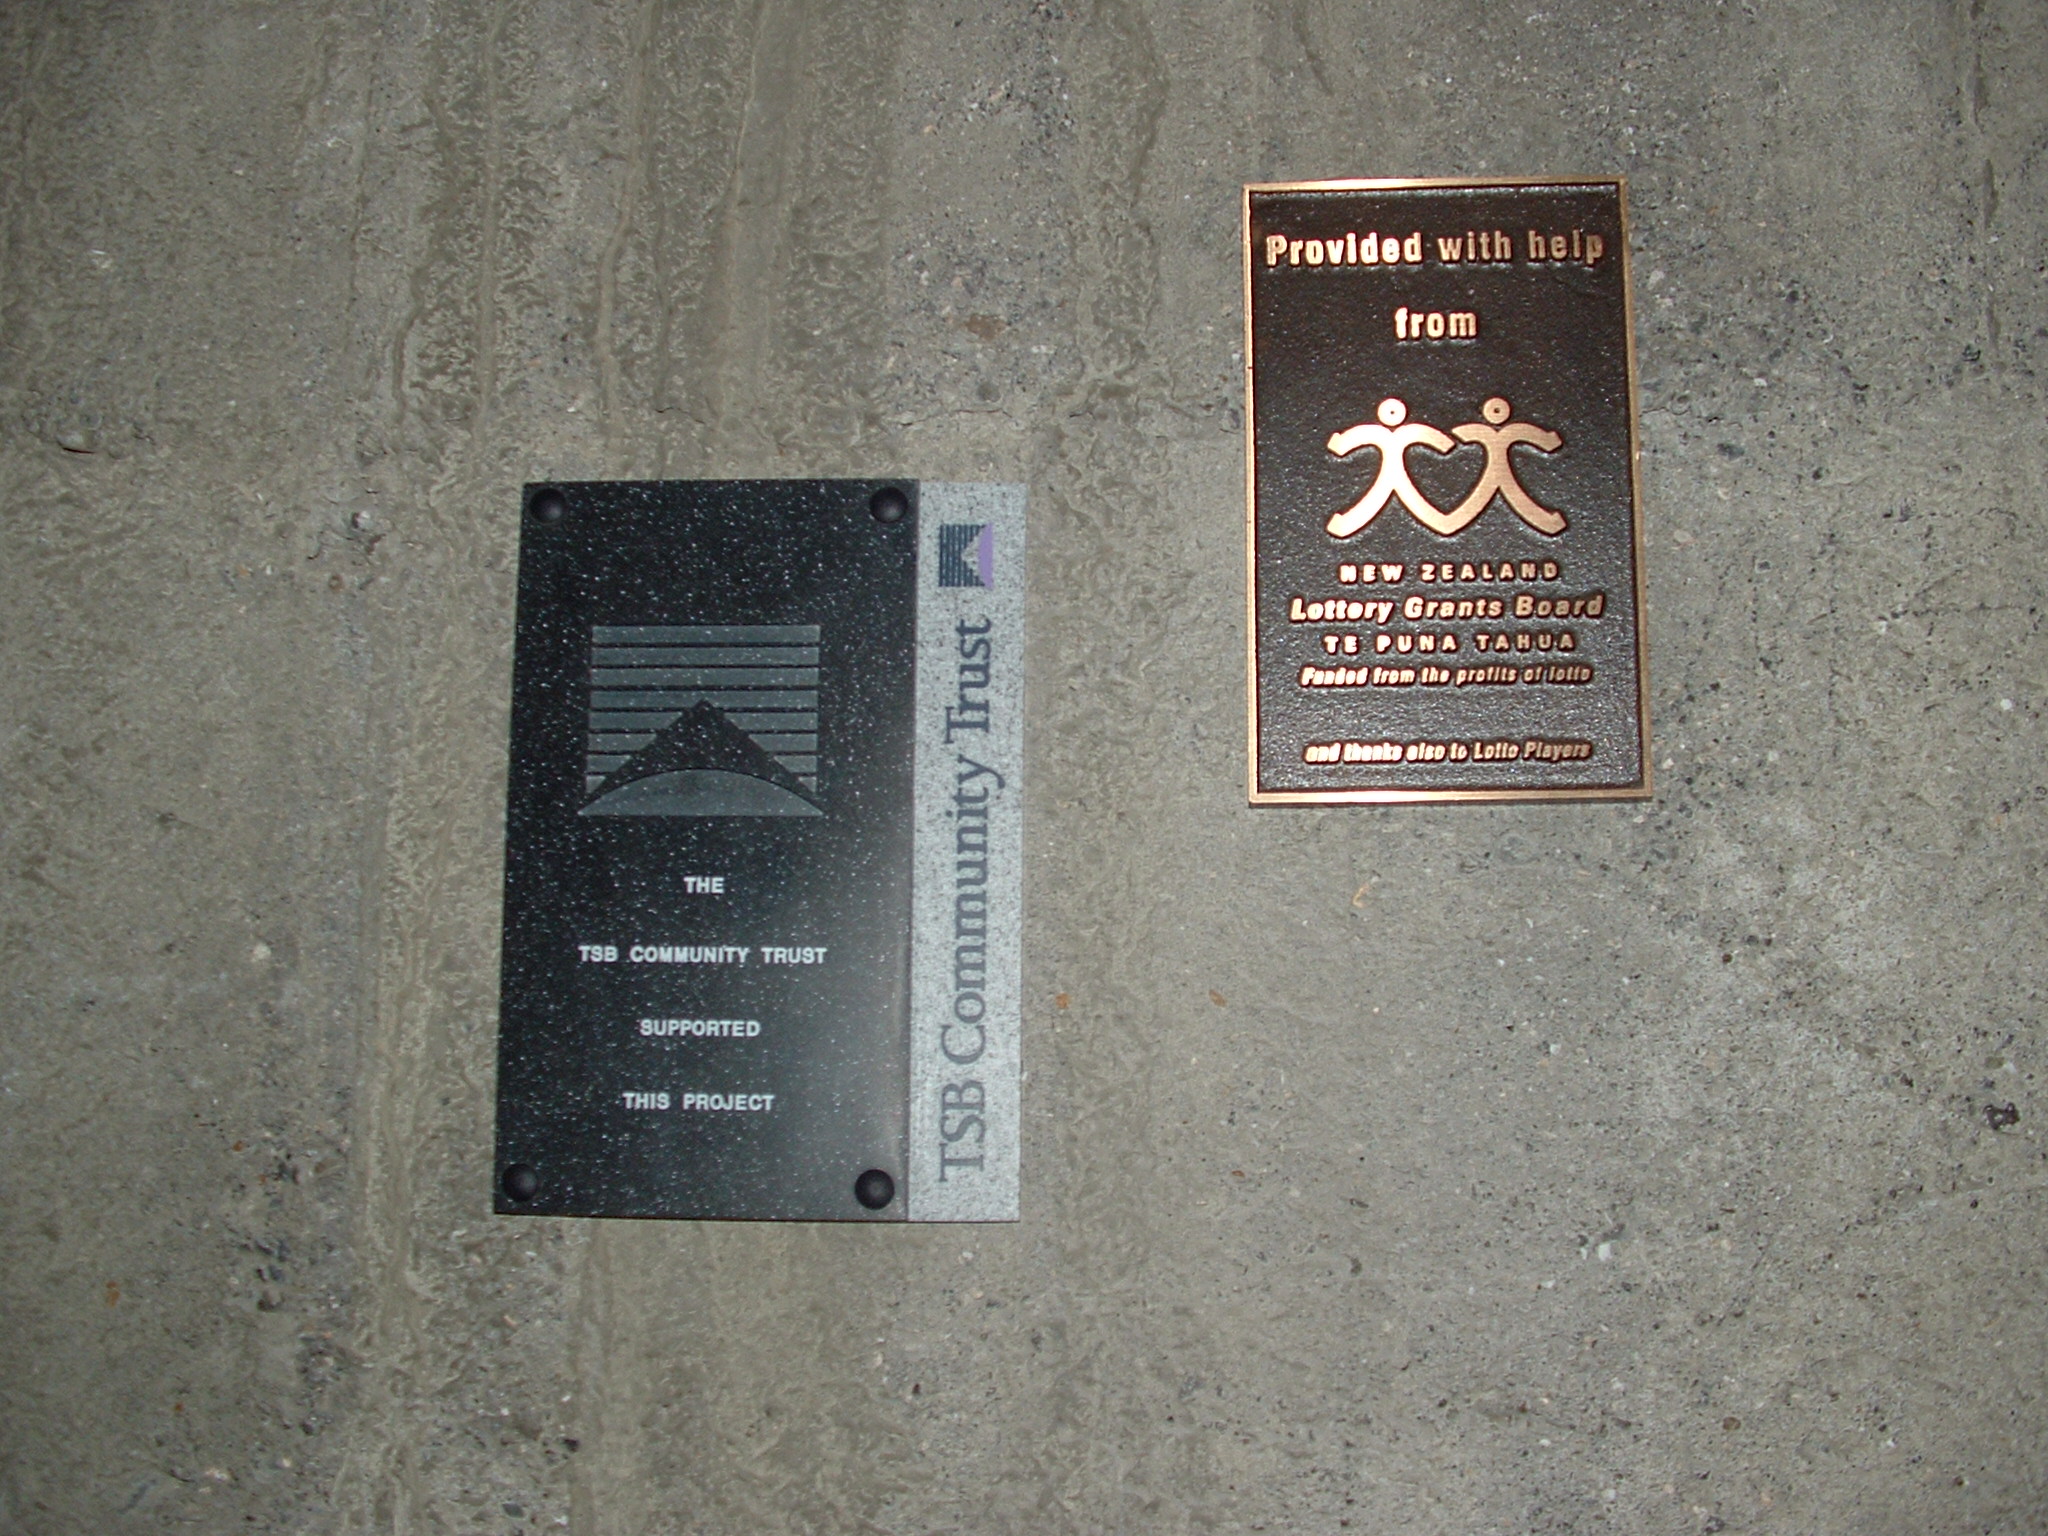 THE
TSB COMMUNITY TRUST
SUPPORTED
THIS PROJECT
TSB Community Trust
Provided with help
from
NEW ZEALAND
Lottery Grants Board
TE PUNA TAHUA
Funded from the profits of lotto
and thanks also to Lotto Players